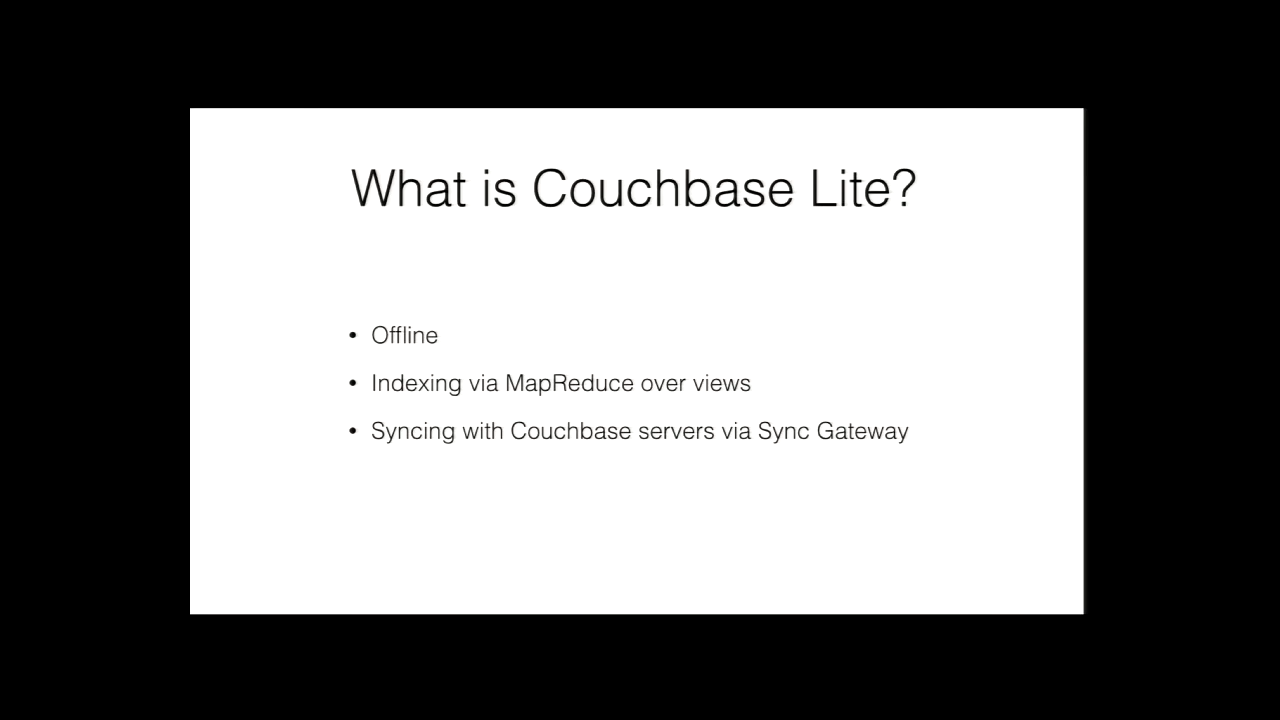 What is Couchbase Lite?
• Offline
• Indexing via MapReduce over views
• Syncing with Couchbase servers via Sync Gateway